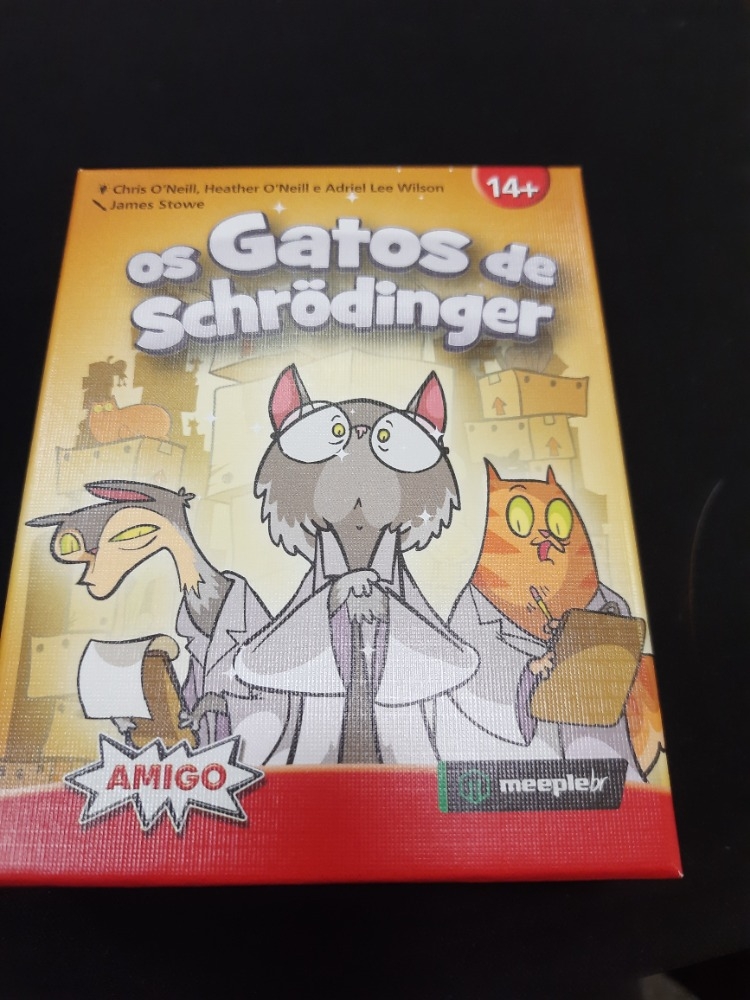 Chris O'Neill, Heather O'Neill e Adriel Lee Wilson
James Stowe
14+
os Gatos de
Schrödinger
AMIGO
meeplebr